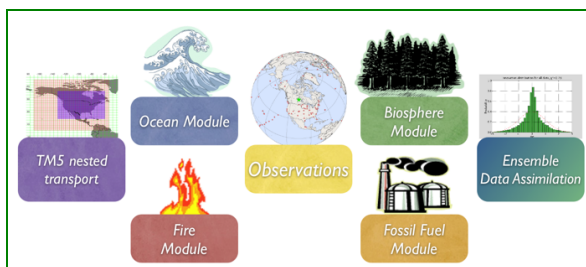 TM5 nested
transport
Ocean Module
Fire
Module
Observations
Biosphere
Module
Fossil Fuel
Module
Ensemble
Data Assimilation